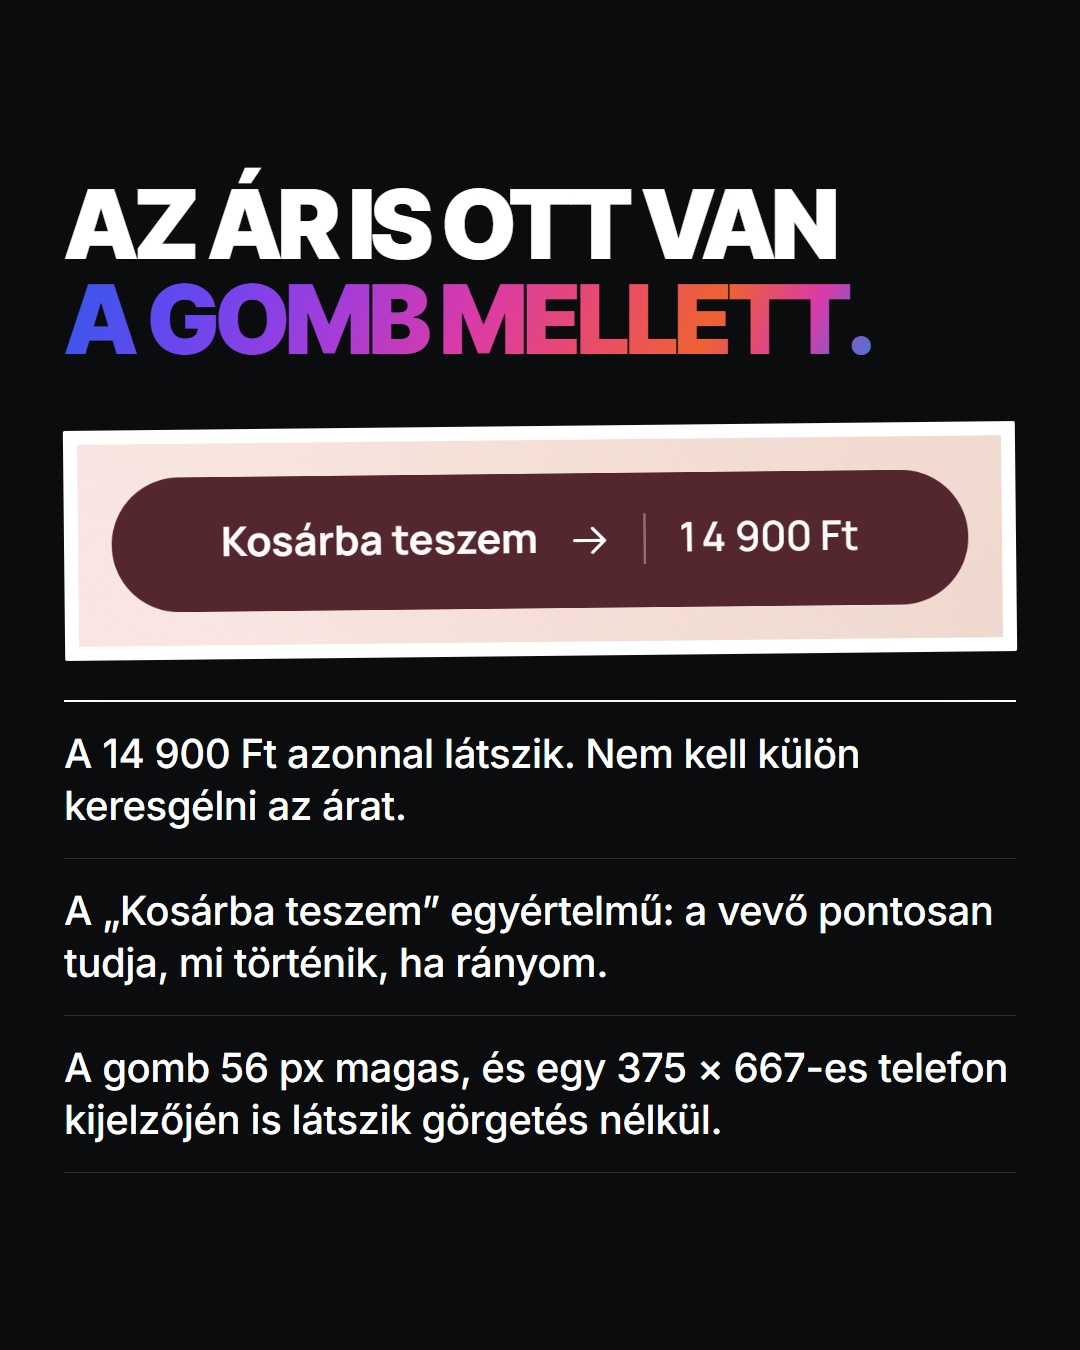 AZ ÁR IS OTT VAN
A GOMB MELLETT.
Kosárba teszem → | 14 900 Ft
A 14 900 Ft azonnal látszik. Nem kell külön
keresgélni az árat.
A „Kosárba teszem” egyértelmű: a vevő pontosan
tudja, mi történik, ha rányom.
A gomb 56 px magas, és egy 375 × 667-es telefon
kijelzőjén is látszik görgetés nélkül.